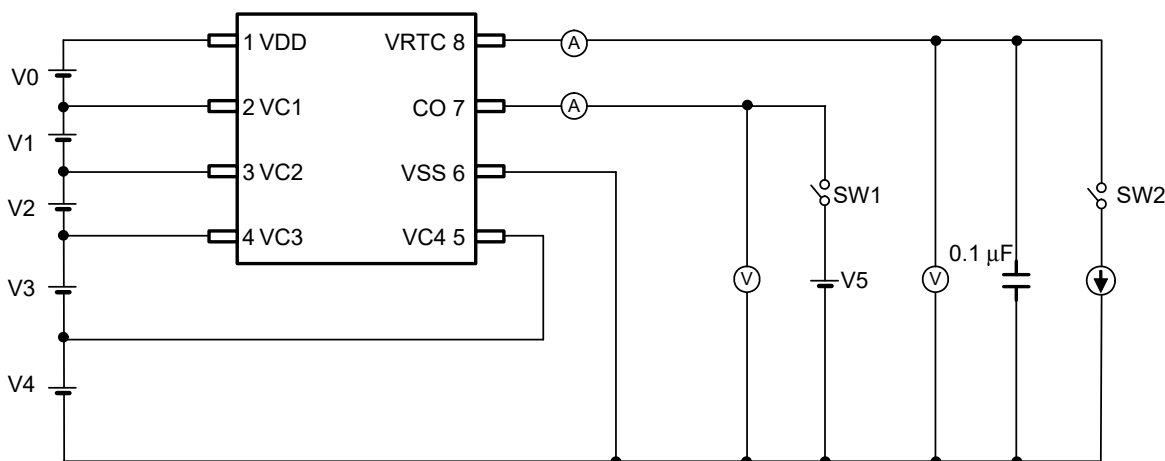 1 VDD
VRTC 8
A
V0
2 VC1
CO 7
A
V1
3 VC2
VSS 6
SW1
SW2
V2
4 VC3
VC4 5
0.1 μF
V3
V
V5
V
V4